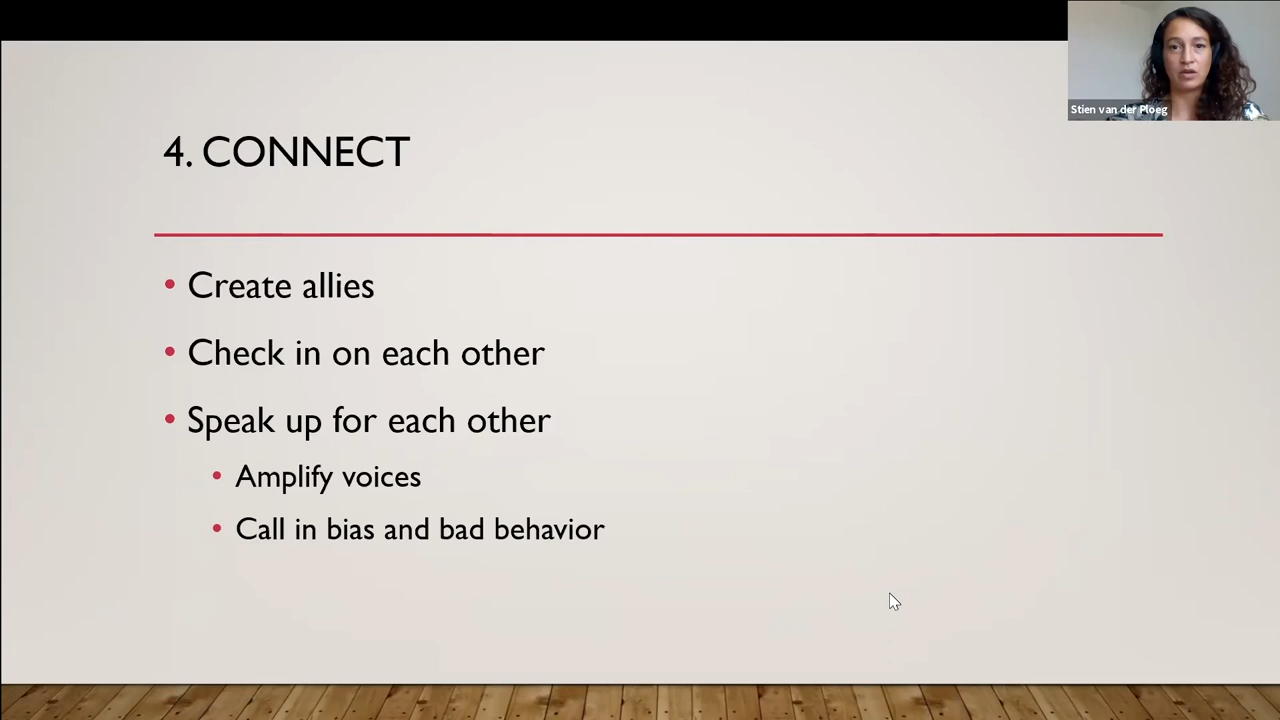 Stien van der Ploeg
4. CONNECT
• Create allies
• Check in on each other
• Speak up for each other
• Amplify voices
• Call in bias and bad behavior